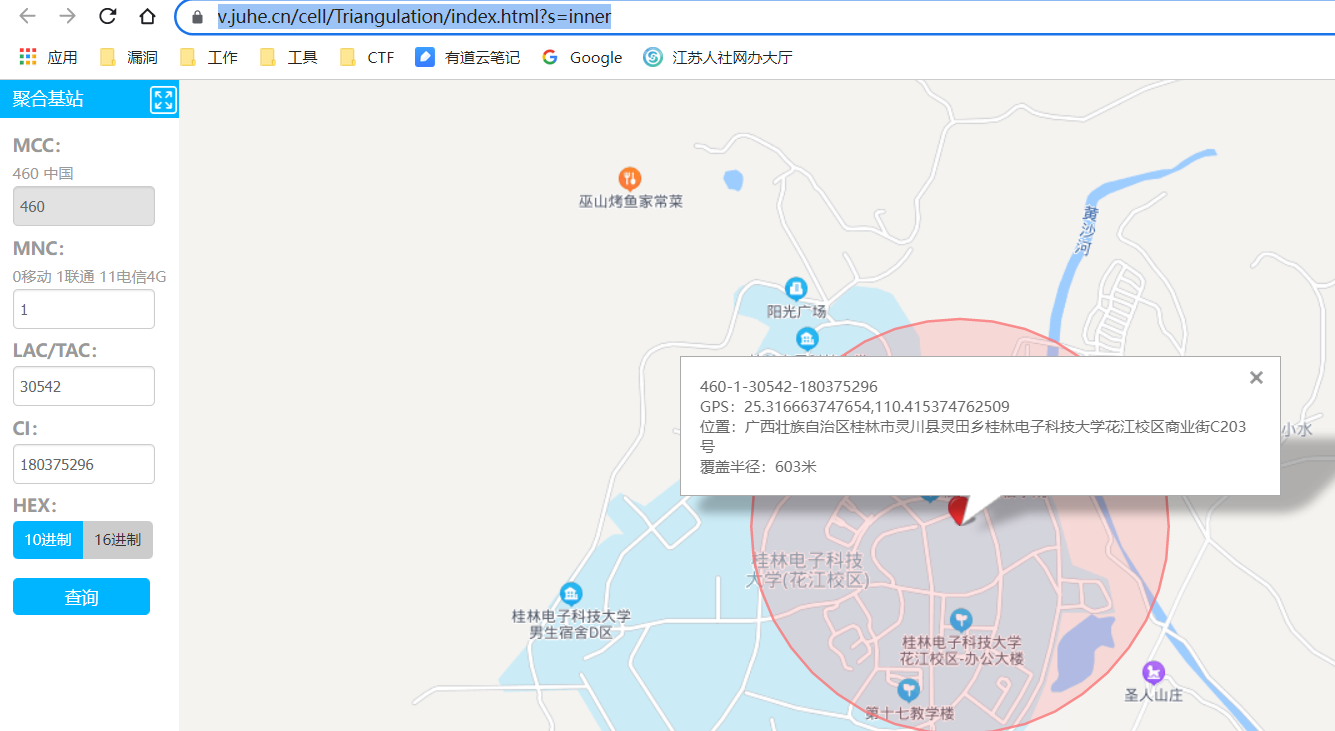 v.juhe.cn/cell/Triangulation/index.html?s=inner
应用 漏洞 工作 工具 CTF 有道云笔记 Google 江苏人社网办大厅
聚合基站
MCC:
460 中国
460
MNC:
0移动 1联通 11电信4G
1
LAC/TAC:
30542
CI:
180375296
HEX:
10进制 16进制
查询
巫山烤鱼家常菜
黄沙河
阳光广场
460-1-30542-180375296
GPS：25.316663747654,110.415374762509
位置：广西壮族自治区桂林市灵川县灵田乡桂林电子科技大学花江校区商业街C203
号
覆盖半径：603米
小水
桂林电子科技
大学(花江校区)
桂林电子科技大学
男生宿舍D区
桂林电子科技大学
花江校区-办公大楼
圣人山庄
第十七教学楼